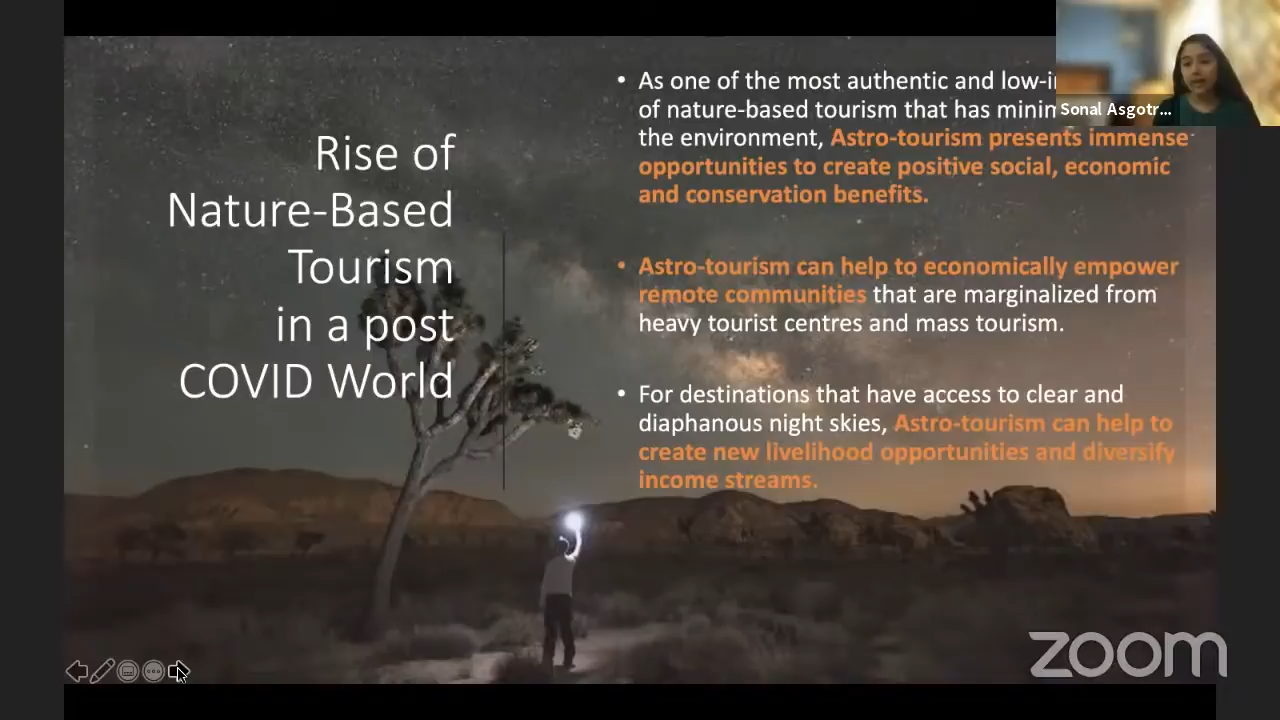 Rise of
Nature-Based
Tourism
in a post
COVID World
• As one of the most authentic and
of nature-based tourism that has
the environment, Astro-tourism presents immense
opportunities to create positive social, economic
and conservation benefits.
• Astro-tourism can help to economically empower
remote communities that are marginalized from
heavy tourist centres and mass tourism.
• For destinations that have access to clear and
diaphanous night skies, Astro-tourism can help to
create new livelihood opportunities and diversify
income streams.
Sonal Asgotr...
zoom